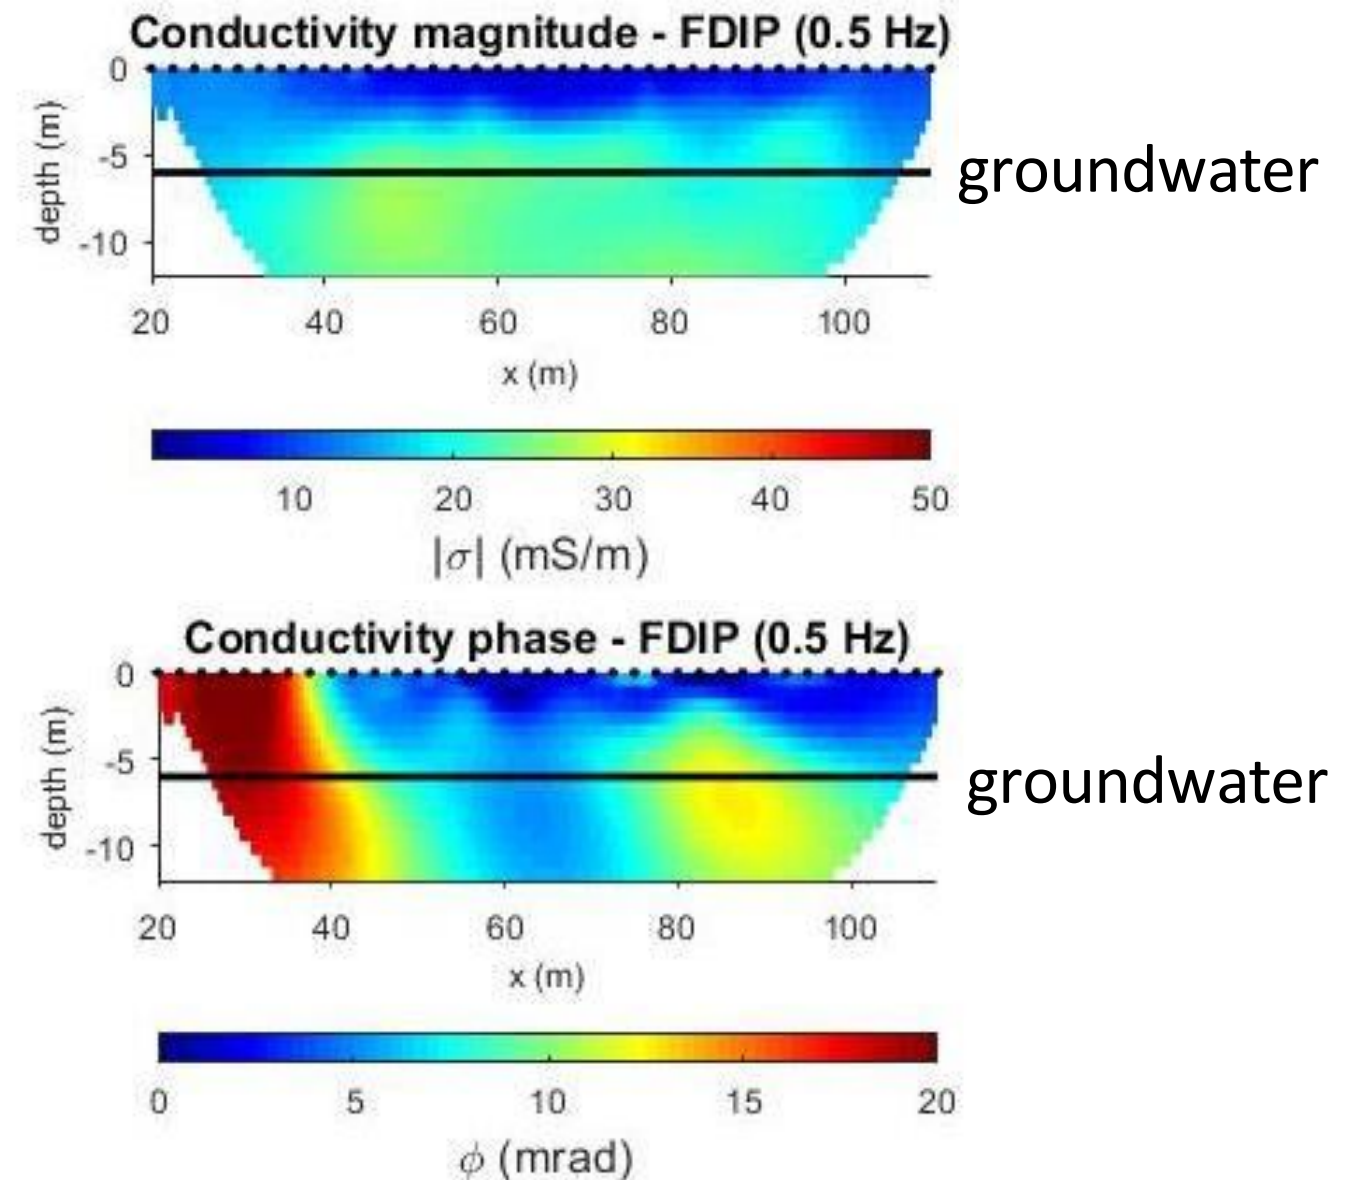 Conductivity magnitude - FDIP (0.5 Hz)
0
-5
-10
depth (m)
groundwater
20 40 60 80 100
x (m)
10 20 30 40 50
|σ| (mS/m)
Conductivity phase - FDIP (0.5 Hz)
0
-5
-10
depth (m)
groundwater
20 40 60 80 100
x (m)
0 5 10 15 20
ϕ (mrad)